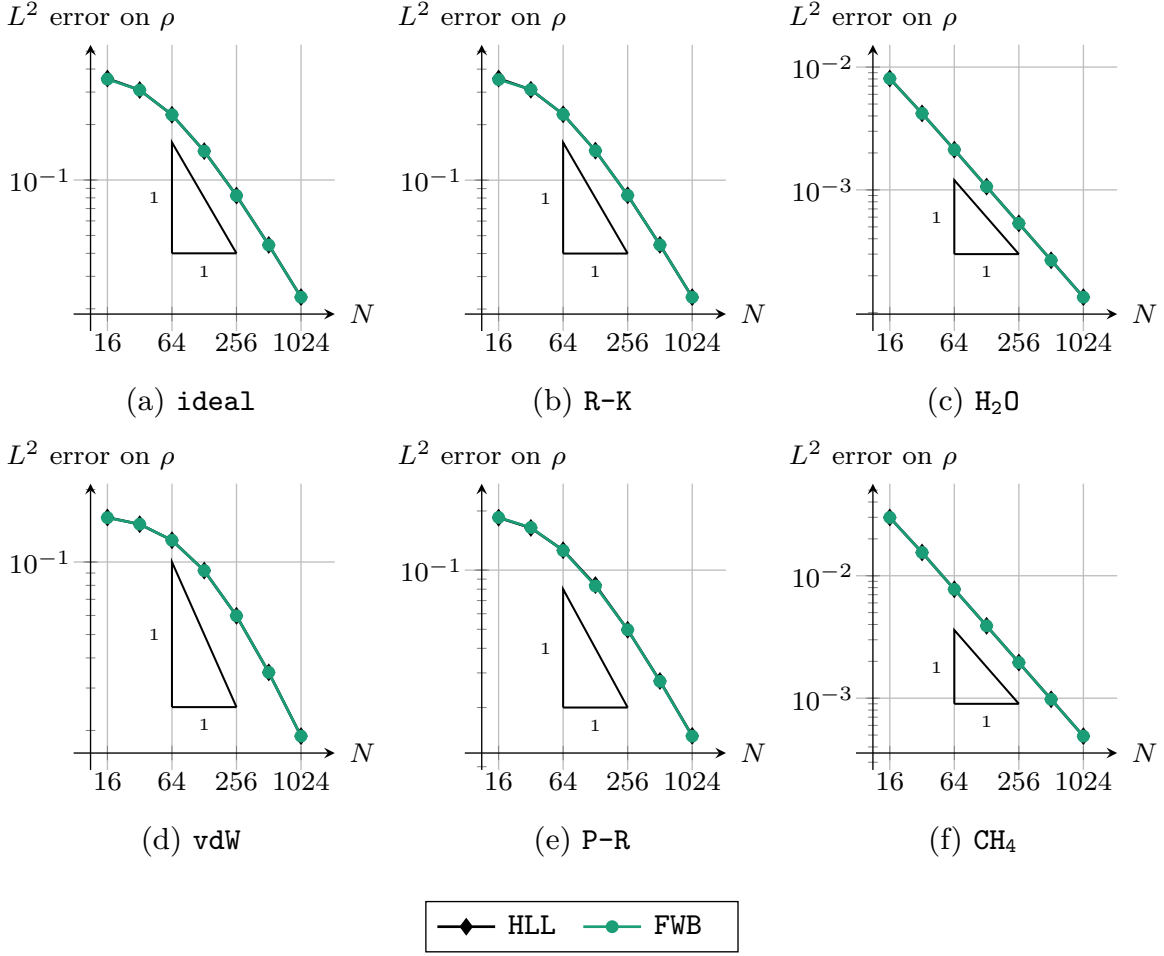 L² error on ρ
10⁻¹
1
1
N
16 64 256 1024
(a) ideal
L² error on ρ
10⁻¹
1
1
N
16 64 256 1024
(b) R-K
L² error on ρ
10⁻²
10⁻³
1
1
N
16 64 256 1024
(c) H₂O
L² error on ρ
10⁻¹
1
1
N
16 64 256 1024
(d) vdW
L² error on ρ
10⁻¹
1
1
N
16 64 256 1024
(e) P-R
L² error on ρ
10⁻²
10⁻³
1
1
N
16 64 256 1024
(f) CH₄
HLL FWB